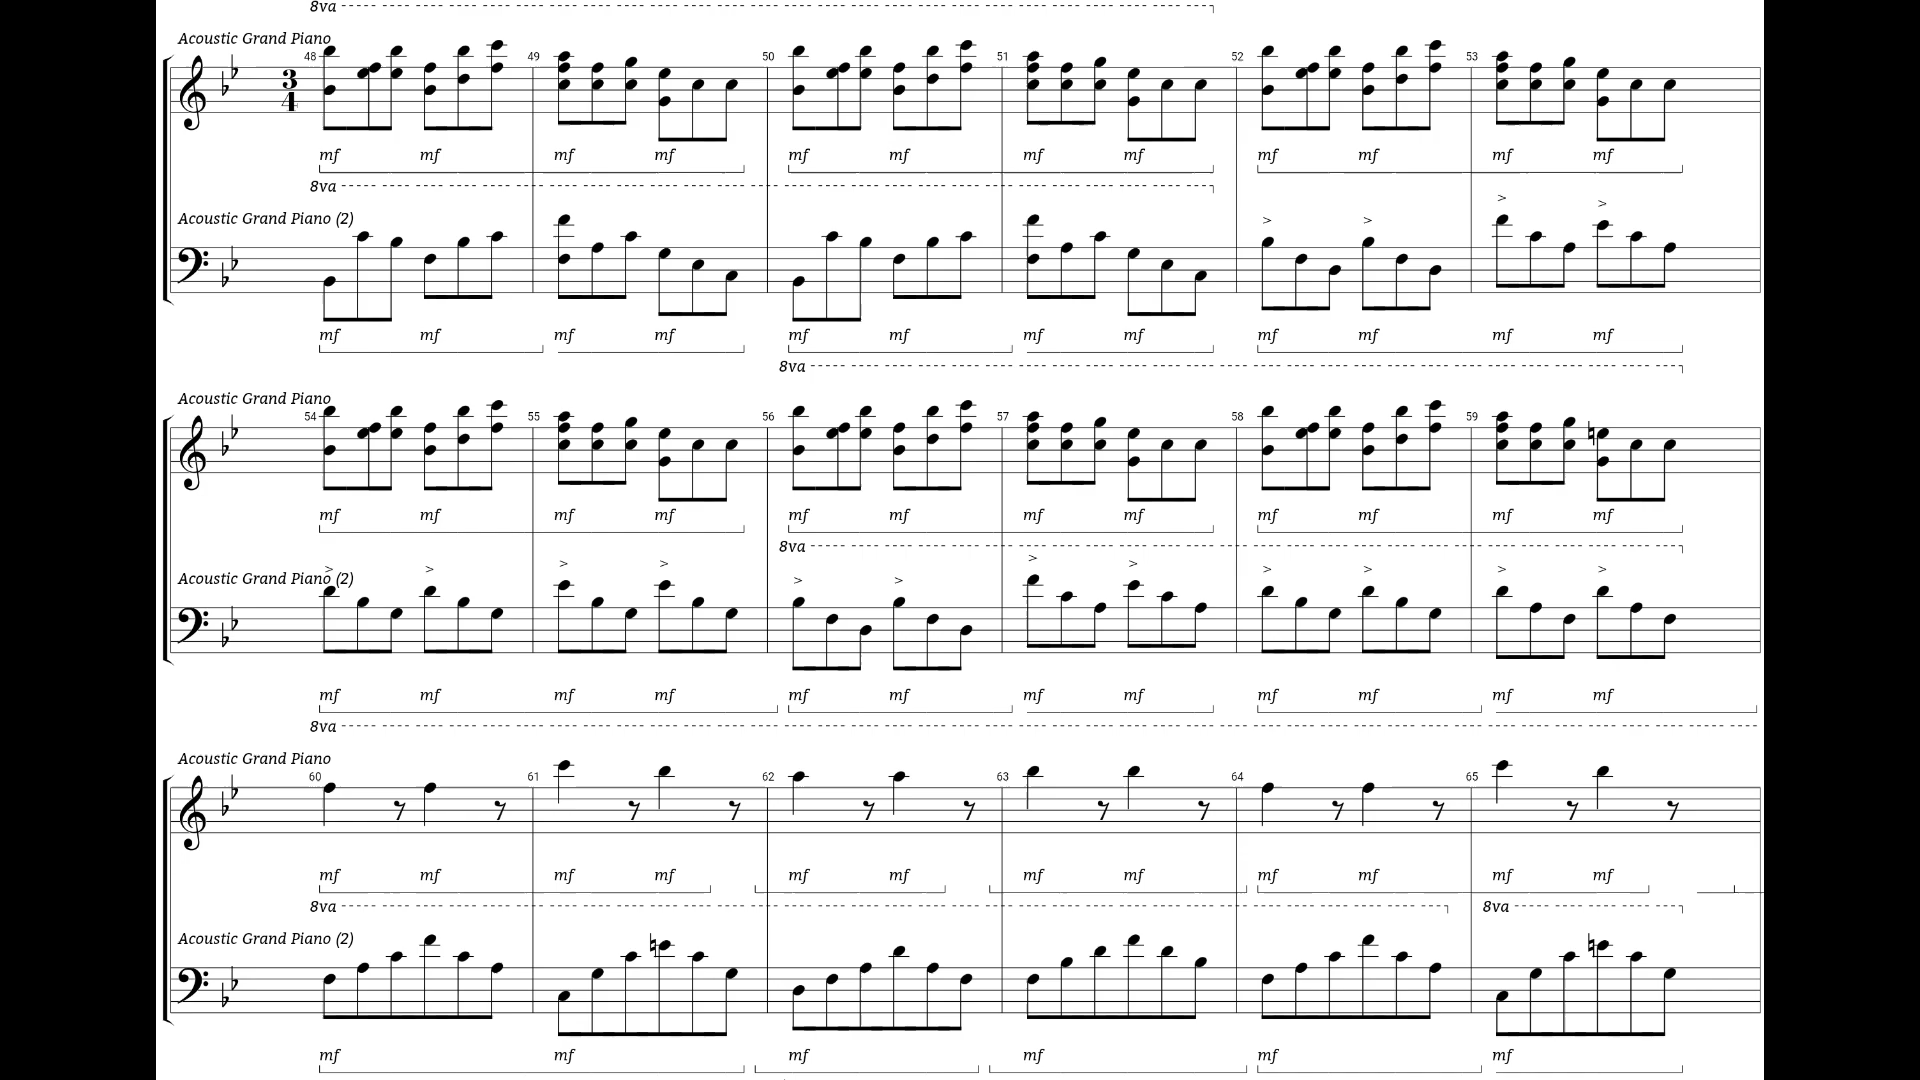 8va
Acoustic Grand Piano
48 49 50 51 52 53
3
4
mf mf mf mf mf mf mf mf mf mf mf mf
8va
Acoustic Grand Piano (2)
mf mf mf mf mf mf mf mf mf mf mf mf
8va
Acoustic Grand Piano
54 55 56 57 58 59
mf mf mf mf mf mf mf mf mf mf mf mf
8va
Acoustic Grand Piano (2)
mf mf mf mf mf mf mf mf mf mf mf mf
8va
Acoustic Grand Piano
60 61 62 63 64 65
mf mf mf mf mf mf mf mf mf mf mf mf
8va 8va
Acoustic Grand Piano (2)
mf mf mf mf mf mf